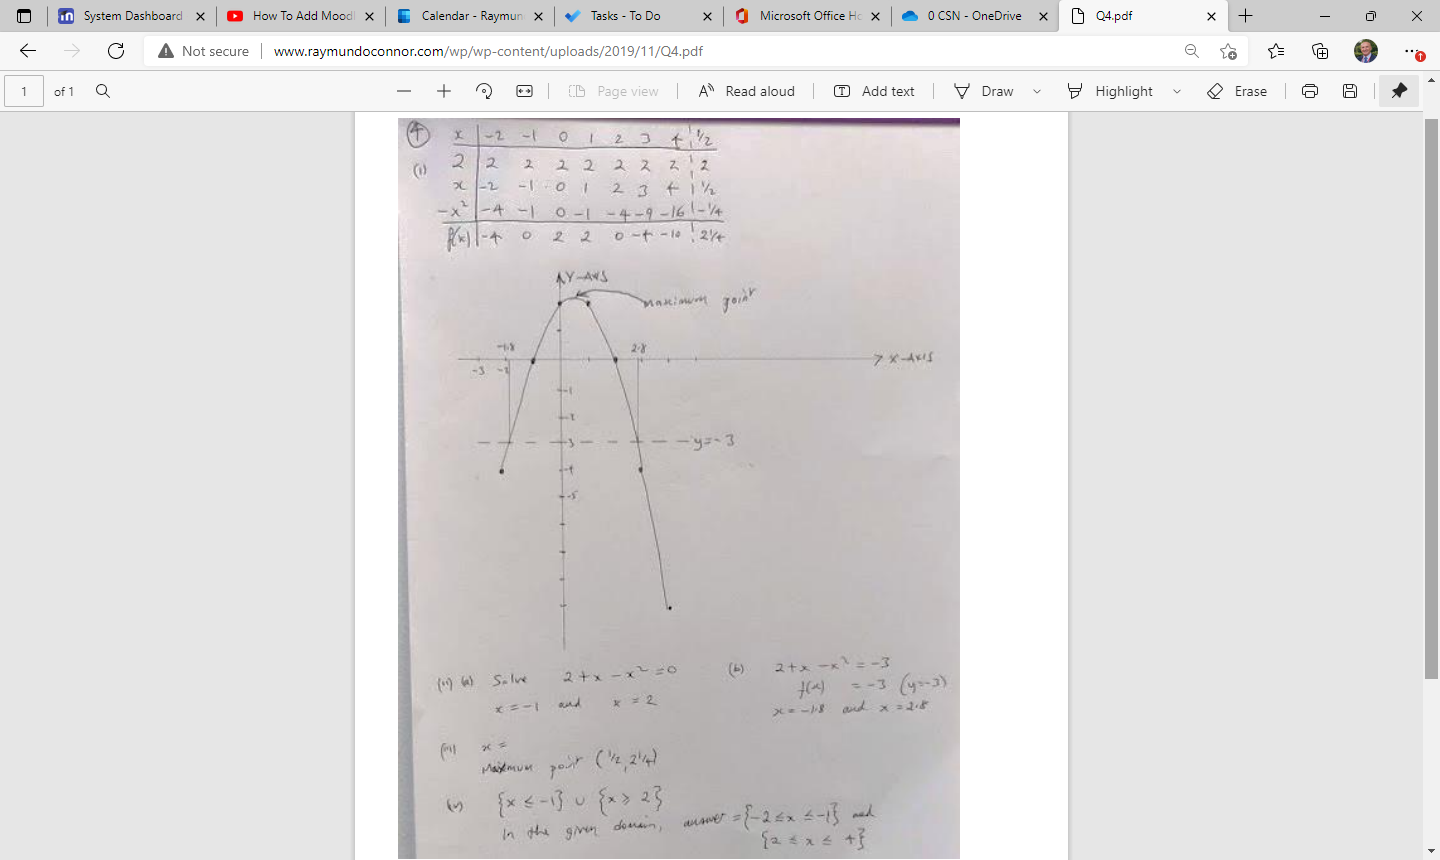 System Dashboard
How To Add Moodl
Calendar - Raymun
Tasks - To Do
Microsoft Office Ho
0 CSN - OneDrive
Q4.pdf
Not secure
www.raymundoconnor.com/wp/wp-content/uploads/2019/11/Q4.pdf
1 of 1
Page view
Read aloud
Add text
Draw
Highlight
Erase
4 x -2 -1 0 1 2 3 4 1/2
(i) 2 2 2 2 2 2 2 2 2
x -2 -1 0 1 2 3 4 1/2
-x² -4 -1 0 -1 -4 -9 -16 -1/4
f(x) -4 0 2 2 0 -4 -10 2 1/4
Y-AXIS
Maximum point
-1.8 2.8
X-AXIS
-3 -2
-1
-2
-3 y=-3
-4
-5
(ii) (a) Solve 2+x-x²=0
x=-1 and x=2
(b) 2+x-x²=-3
f(x) =-3 (y=-3)
x=-1.8 and x=2.8
(iii) x=
Maximum point (1/2, 2 1/4)
{x ≤ -1} ∪ {x ≥ 2}
In the given domain, answer = {-2 ≤ x ≤ -1} and
{2 ≤ x ≤ 4}